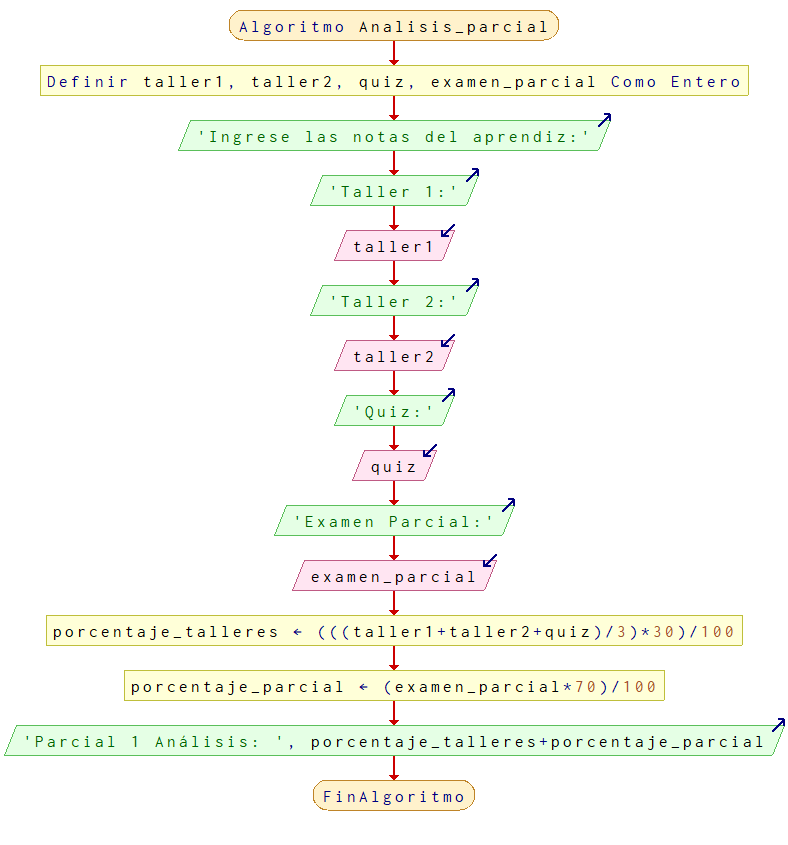 Algoritmo Analisis_parcial
Definir taller1, taller2, quiz, examen_parcial Como Entero
'Ingrese las notas del aprendiz:'
'Taller 1:'
taller1
'Taller 2:'
taller2
'Quiz:'
quiz
'Examen Parcial:'
examen_parcial
porcentaje_talleres ← (((taller1+taller2+quiz)/3)*30)/100
porcentaje_parcial ← (examen_parcial*70)/100
'Parcial 1 Análisis: ', porcentaje_talleres+porcentaje_parcial
FinAlgoritmo